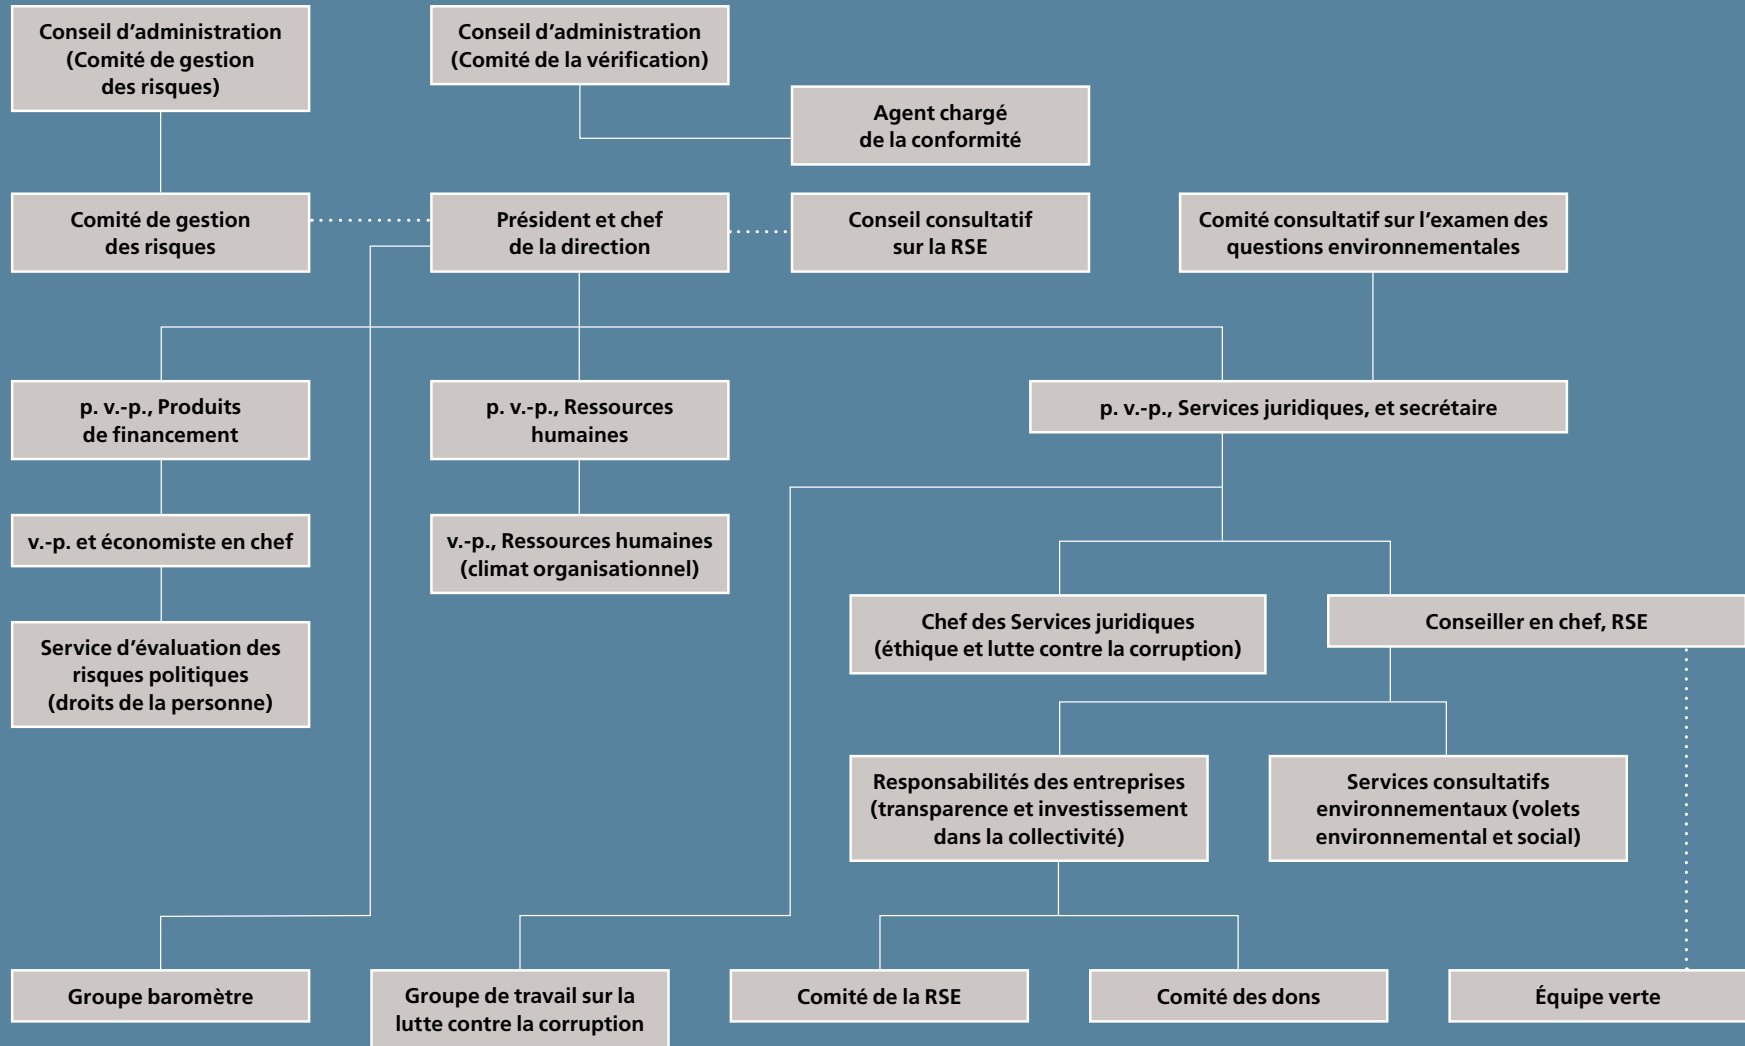 Conseil d’administration
(Comité de gestion
des risques)
Conseil d’administration
(Comité de la vérification)
Agent chargé
de la conformité
Comité de gestion
des risques
Président et chef
de la direction
Conseil consultatif
sur la RSE
Comité consultatif sur l’examen des
questions environnementales
p. v.-p., Produits
de financement
p. v.-p., Ressources
humaines
p. v.-p., Services juridiques, et secrétaire
v.-p. et économiste en chef
v.-p., Ressources humaines
(climat organisationnel)
Service d’évaluation des
risques politiques
(droits de la personne)
Chef des Services juridiques
(éthique et lutte contre la corruption)
Conseiller en chef, RSE
Responsabilités des entreprises
(transparence et investissement
dans la collectivité)
Services consultatifs
environnementaux (volets
environnemental et social)
Groupe baromètre
Groupe de travail sur la
lutte contre la corruption
Comité de la RSE
Comité des dons
Équipe verte